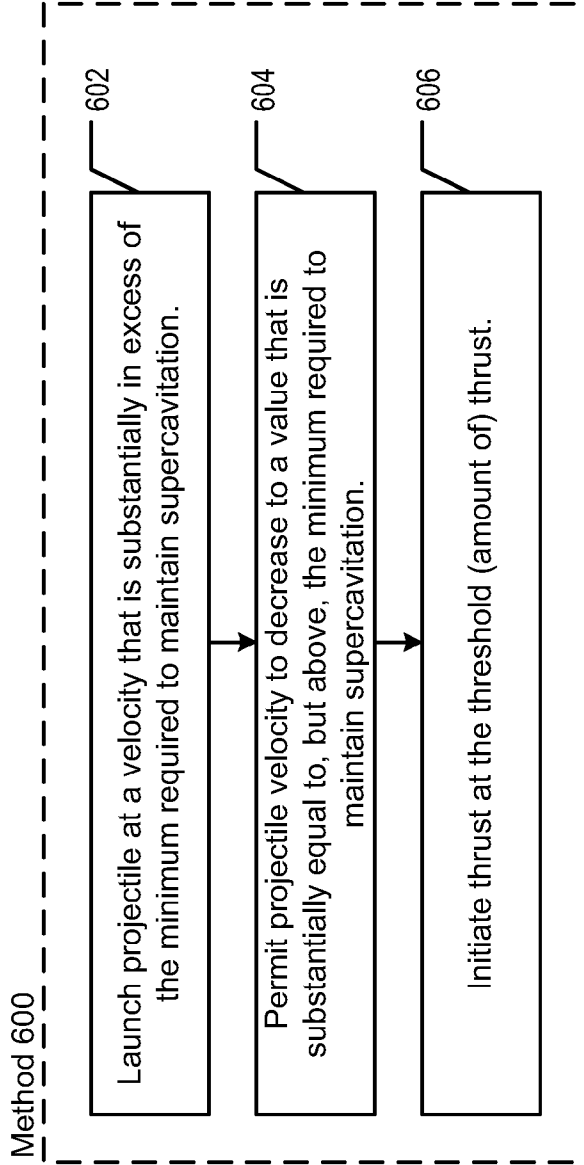 Method 600
602
Launch projectile at a velocity that is substantially in excess of
the minimum required to maintain supercavitation.
604
Permit projectile velocity to decrease to a value that is
substantially equal to, but above, the minimum required to
maintain supercavitation.
606
Initiate thrust at the threshold (amount of) thrust.